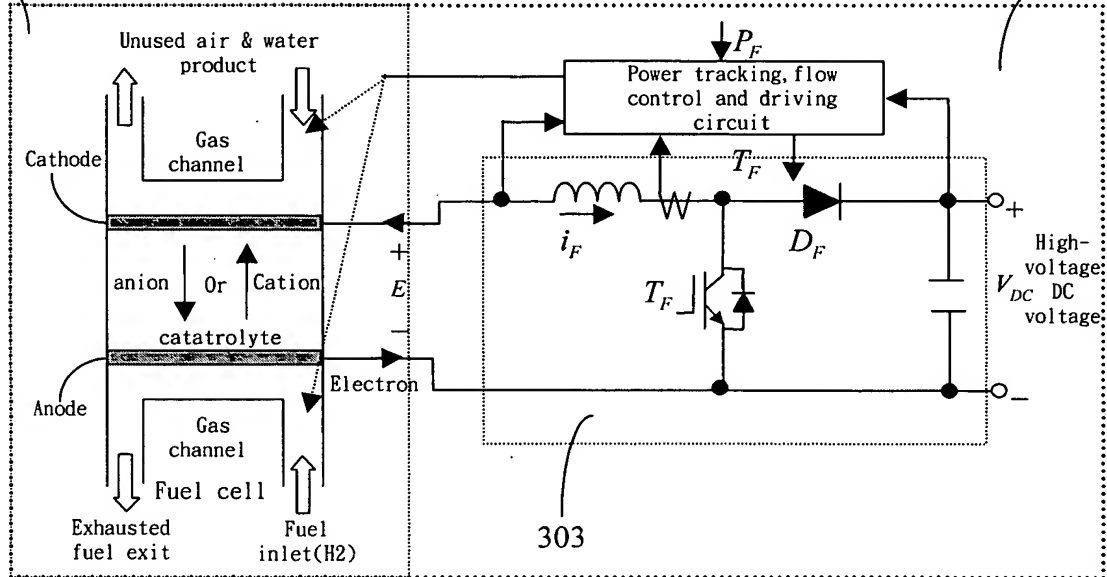 Unused air & water
product
P_F
Power tracking, flow
control and driving
circuit
Gas
channel
Cathode
T_F
i_F
D_F
+
+
anion
Or
Cation
E
T_F
V_DC
High-
voltage
DC
voltage
catatrolyte
−
Electron
−
Anode
Gas
channel
Fuel cell
Exhausted
fuel exit
Fuel
inlet(H2)
303